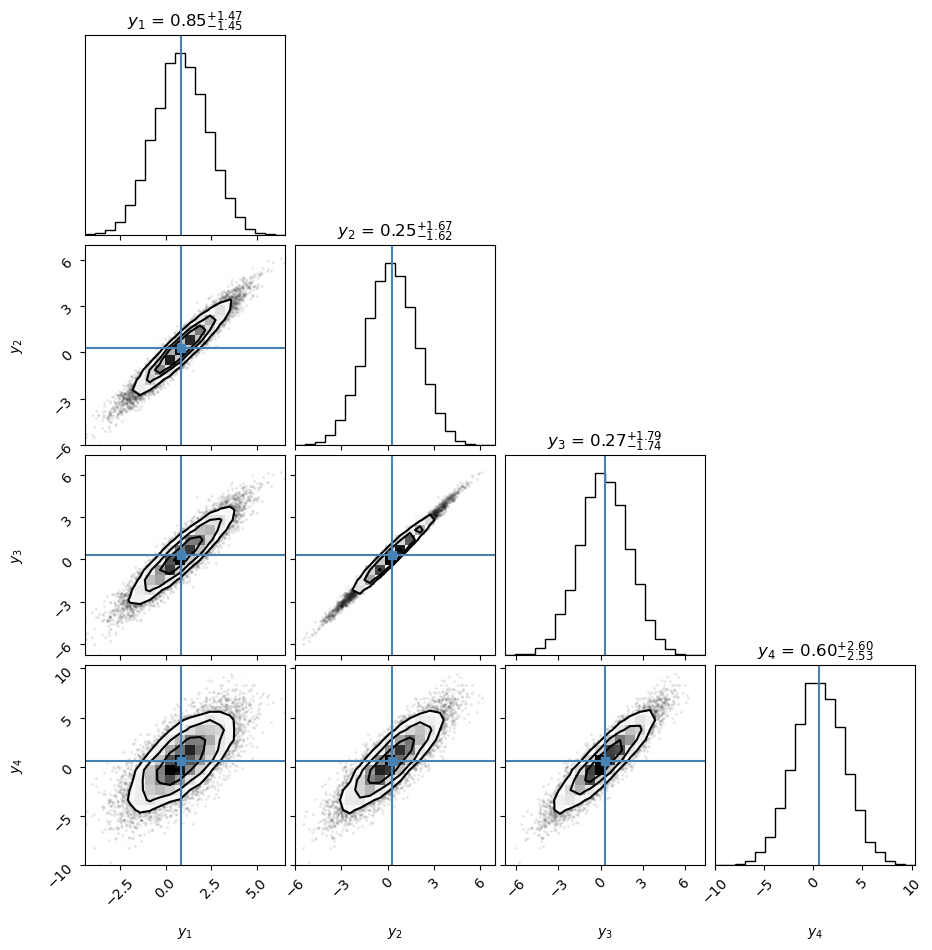 y₁ = 0.85⁺¹·⁴⁷₋₁.₄₅
y₂ = 0.25⁺¹·⁶⁷₋₁.₆₂
6
3
0
−3
−6
y₂
y₃ = 0.27⁺¹·⁷⁹₋₁.₇₄
6
3
0
−3
−6
y₃
y₄ = 0.60⁺²·⁶⁰₋₂.₅₃
10
5
0
−5
−10
y₄
−2.5 0.0 2.5 5.0
−6 −3 0 3 6
−6 −3 0 3 6
−10 −5 0 5 10
y₁ y₂ y₃ y₄